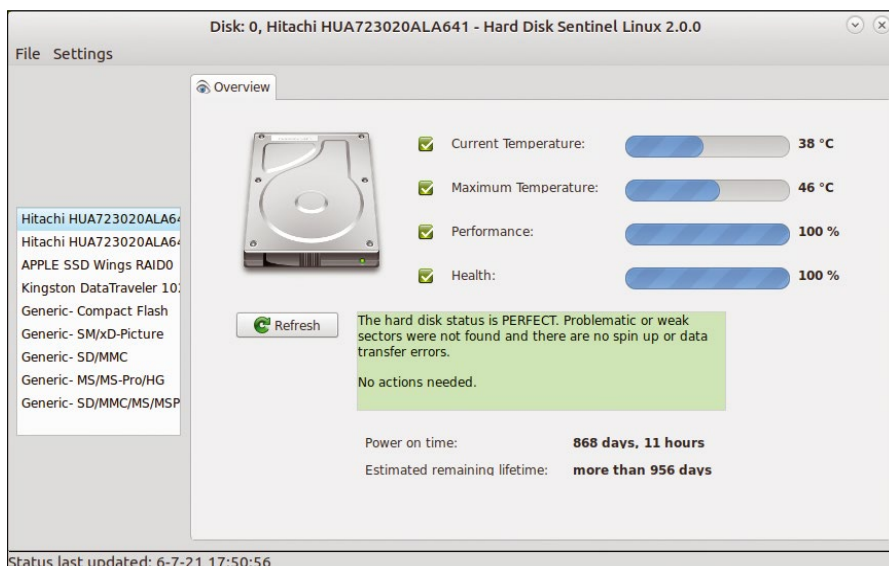 Disk: 0, Hitachi HUA723020ALA641 - Hard Disk Sentinel Linux 2.0.0
File Settings
Overview
Hitachi HUA723020ALA64
Hitachi HUA723020ALA64
APPLE SSD Wings RAID0
Kingston DataTraveler 10
Generic- Compact Flash
Generic- SM/xD-Picture
Generic- SD/MMC
Generic- MS/MS-Pro/HG
Generic- SD/MMC/MS/MSP
Current Temperature: 38 °C
Maximum Temperature: 46 °C
Performance: 100 %
Health: 100 %
Refresh
The hard disk status is PERFECT. Problematic or weak
sectors were not found and there are no spin up or data
transfer errors.
No actions needed.
Power on time: 868 days, 11 hours
Estimated remaining lifetime: more than 956 days
Status last updated: 6-7-21 17:50:56